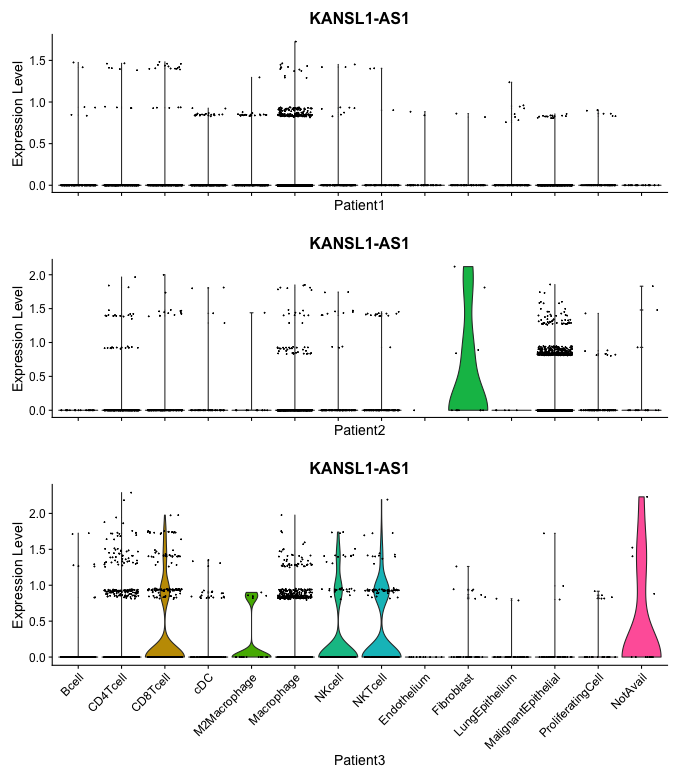 KANSL1-AS1
Expression Level
1.5
1.0
0.5
0.0
Patient1
KANSL1-AS1
Expression Level
2.0
1.5
1.0
0.5
0.0
Patient2
KANSL1-AS1
Expression Level
2.0
1.5
1.0
0.5
0.0
Bcell
CD4Tcell
CD8Tcell
cDC
M2Macrophage
Macrophage
NKcell
NKTcell
Endothelium
Fibroblast
LungEpithelium
MalignantEpithelial
ProliferatingCell
NotAvail
Patient3